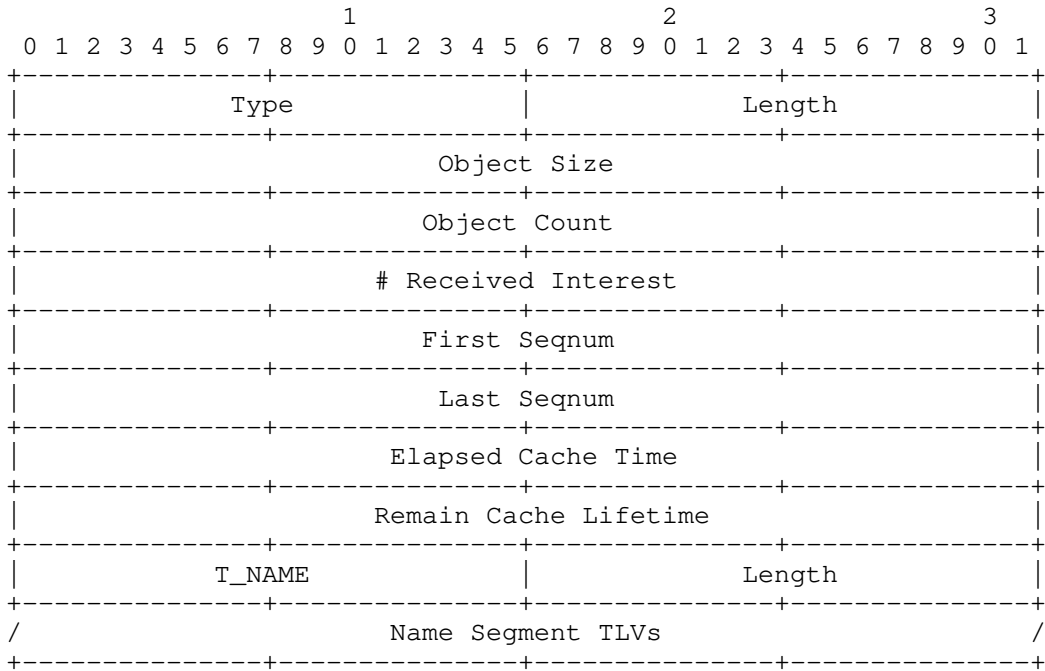 1 2 3
0 1 2 3 4 5 6 7 8 9 0 1 2 3 4 5 6 7 8 9 0 1 2 3 4 5 6 7 8 9 0 1
Type Length
Object Size
Object Count
# Received Interest
First Seqnum
Last Seqnum
Elapsed Cache Time
Remain Cache Lifetime
T_NAME Length
/ Name Segment TLVs /